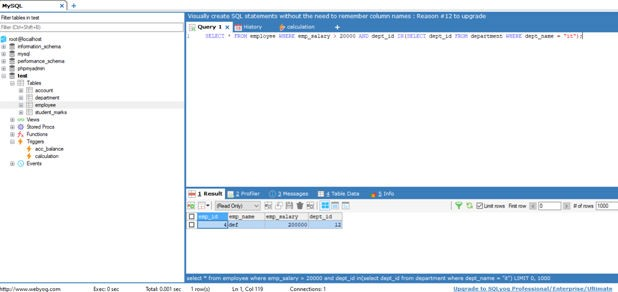 MySQL
Filter tables in test
Filter (Ctrl+Shift+B)
root@localhost
information_schema
mysql
performance_schema
phpmyadmin
test
Tables
account
department
employee
student_marks
Views
Stored Procs
Functions
Triggers
acc_balance
calculation
Events
Visually create SQL statements without the need to remember column names : Reason #12 to upgrade
Query 1
History
calculation
1 SELECT * FROM employee WHERE emp_salary > 20000 AND dept_id IN(SELECT dept_id FROM department WHERE dept_name = "it");
1 Result
2 Profiler
3 Messages
4 Table Data
5 Info
(Read Only)
Limit rows First row 0 # of rows 1000
emp_id emp_name emp_salary dept_id
4 def 200000 12
select * from employee where emp_salary > 20000 and dept_id in(select dept_id from department where dept_name = "it") LIMIT 0, 1000
http://www.webyog.com Exec: 0 sec Total: 0.001 sec 1 row(s) Ln 1, Col 119 Connections: 1 Upgrade to SQLyog Professional/Enterprise/Ultimate